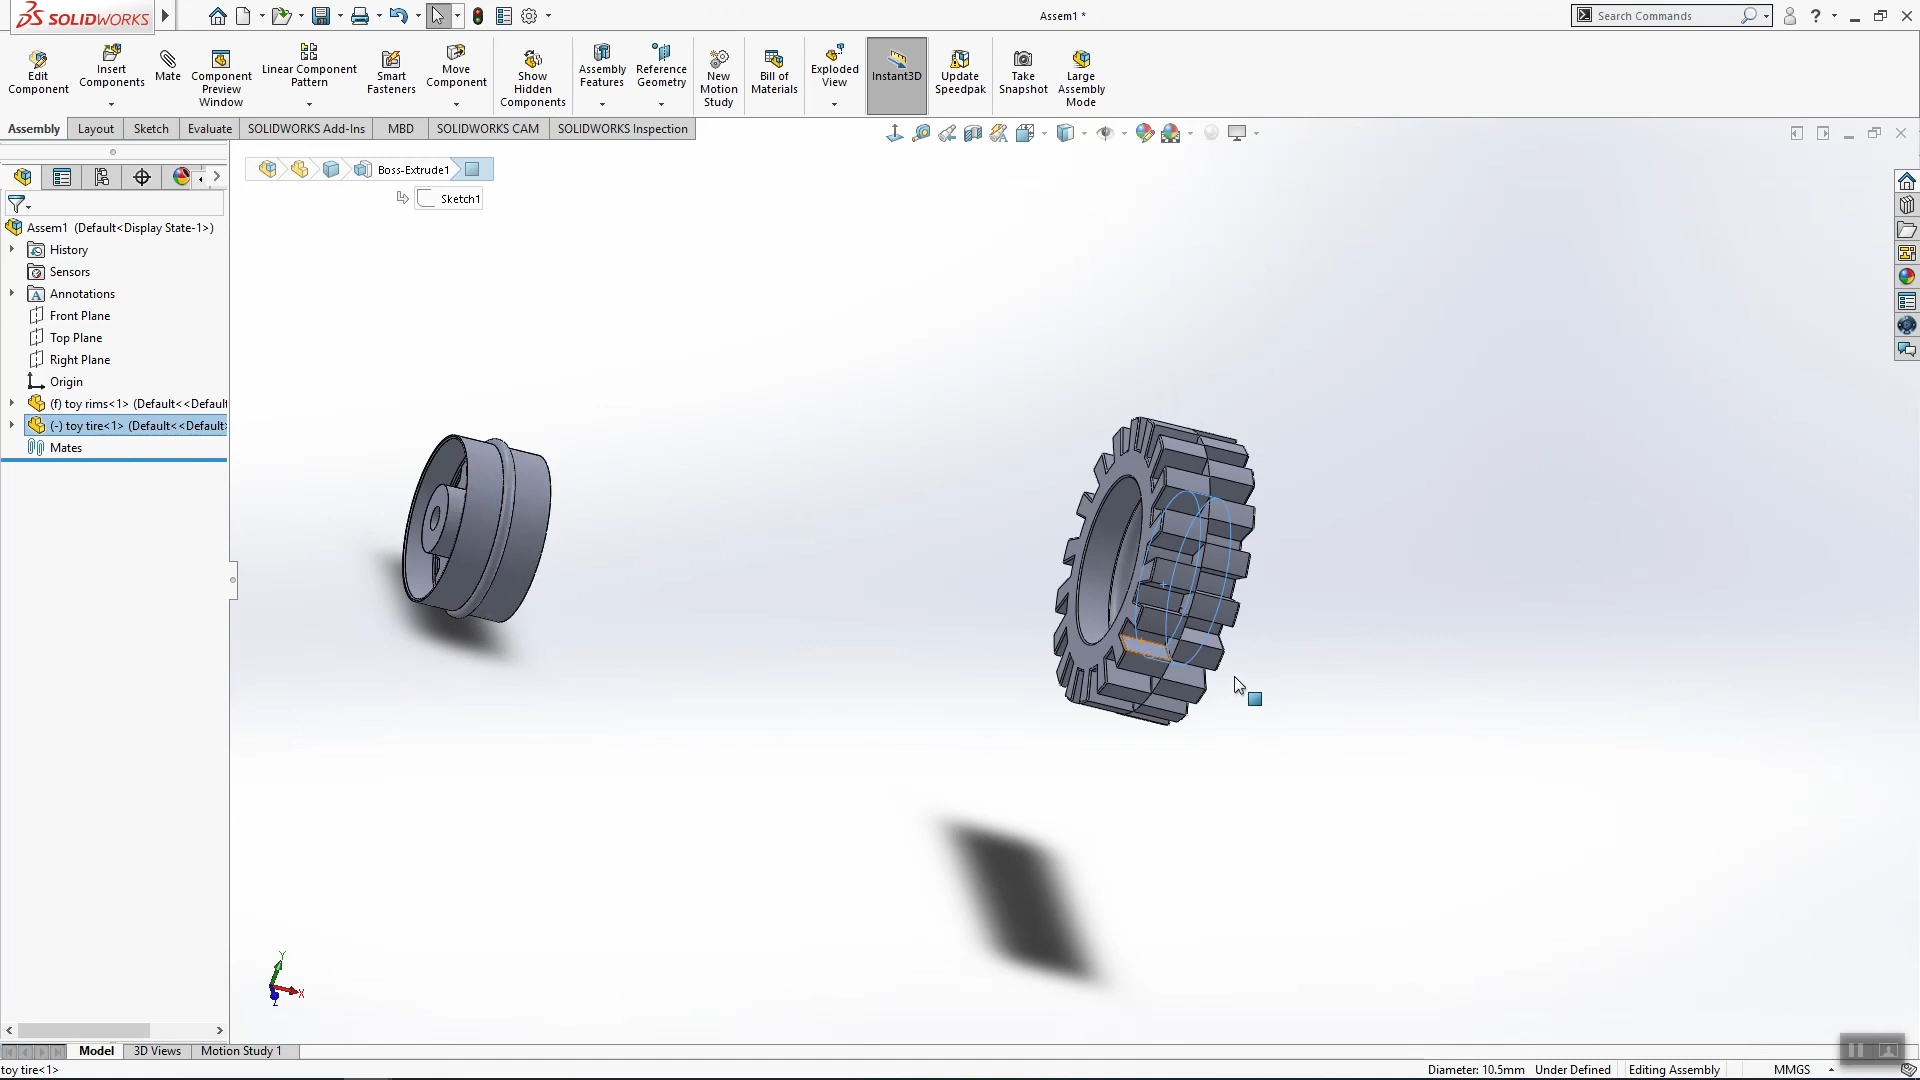 SOLIDWORKS
Assem1 *
Search Commands
Edit Component
Insert Components
Mate
Component Preview Window
Linear Component Pattern
Smart Fasteners
Move Component
Show Hidden Components
Assembly Features
Reference Geometry
New Motion Study
Bill of Materials
Exploded View
Instant3D
Update Speedpak
Take Snapshot
Large Assembly Mode
Assembly
Layout
Sketch
Evaluate
SOLIDWORKS Add-Ins
MBD
SOLIDWORKS CAM
SOLIDWORKS Inspection
Boss-Extrude1
Sketch1
Assem1 (Default<Display State-1>)
History
Sensors
Annotations
Front Plane
Top Plane
Right Plane
Origin
(f) toy rims<1> (Default<<Default
(-) toy tire<1> (Default<<Default>
Mates
Y
X
Z
Model
3D Views
Motion Study 1
toy tire<1>
Diameter: 10.5mm
Under Defined
Editing Assembly
MMGS